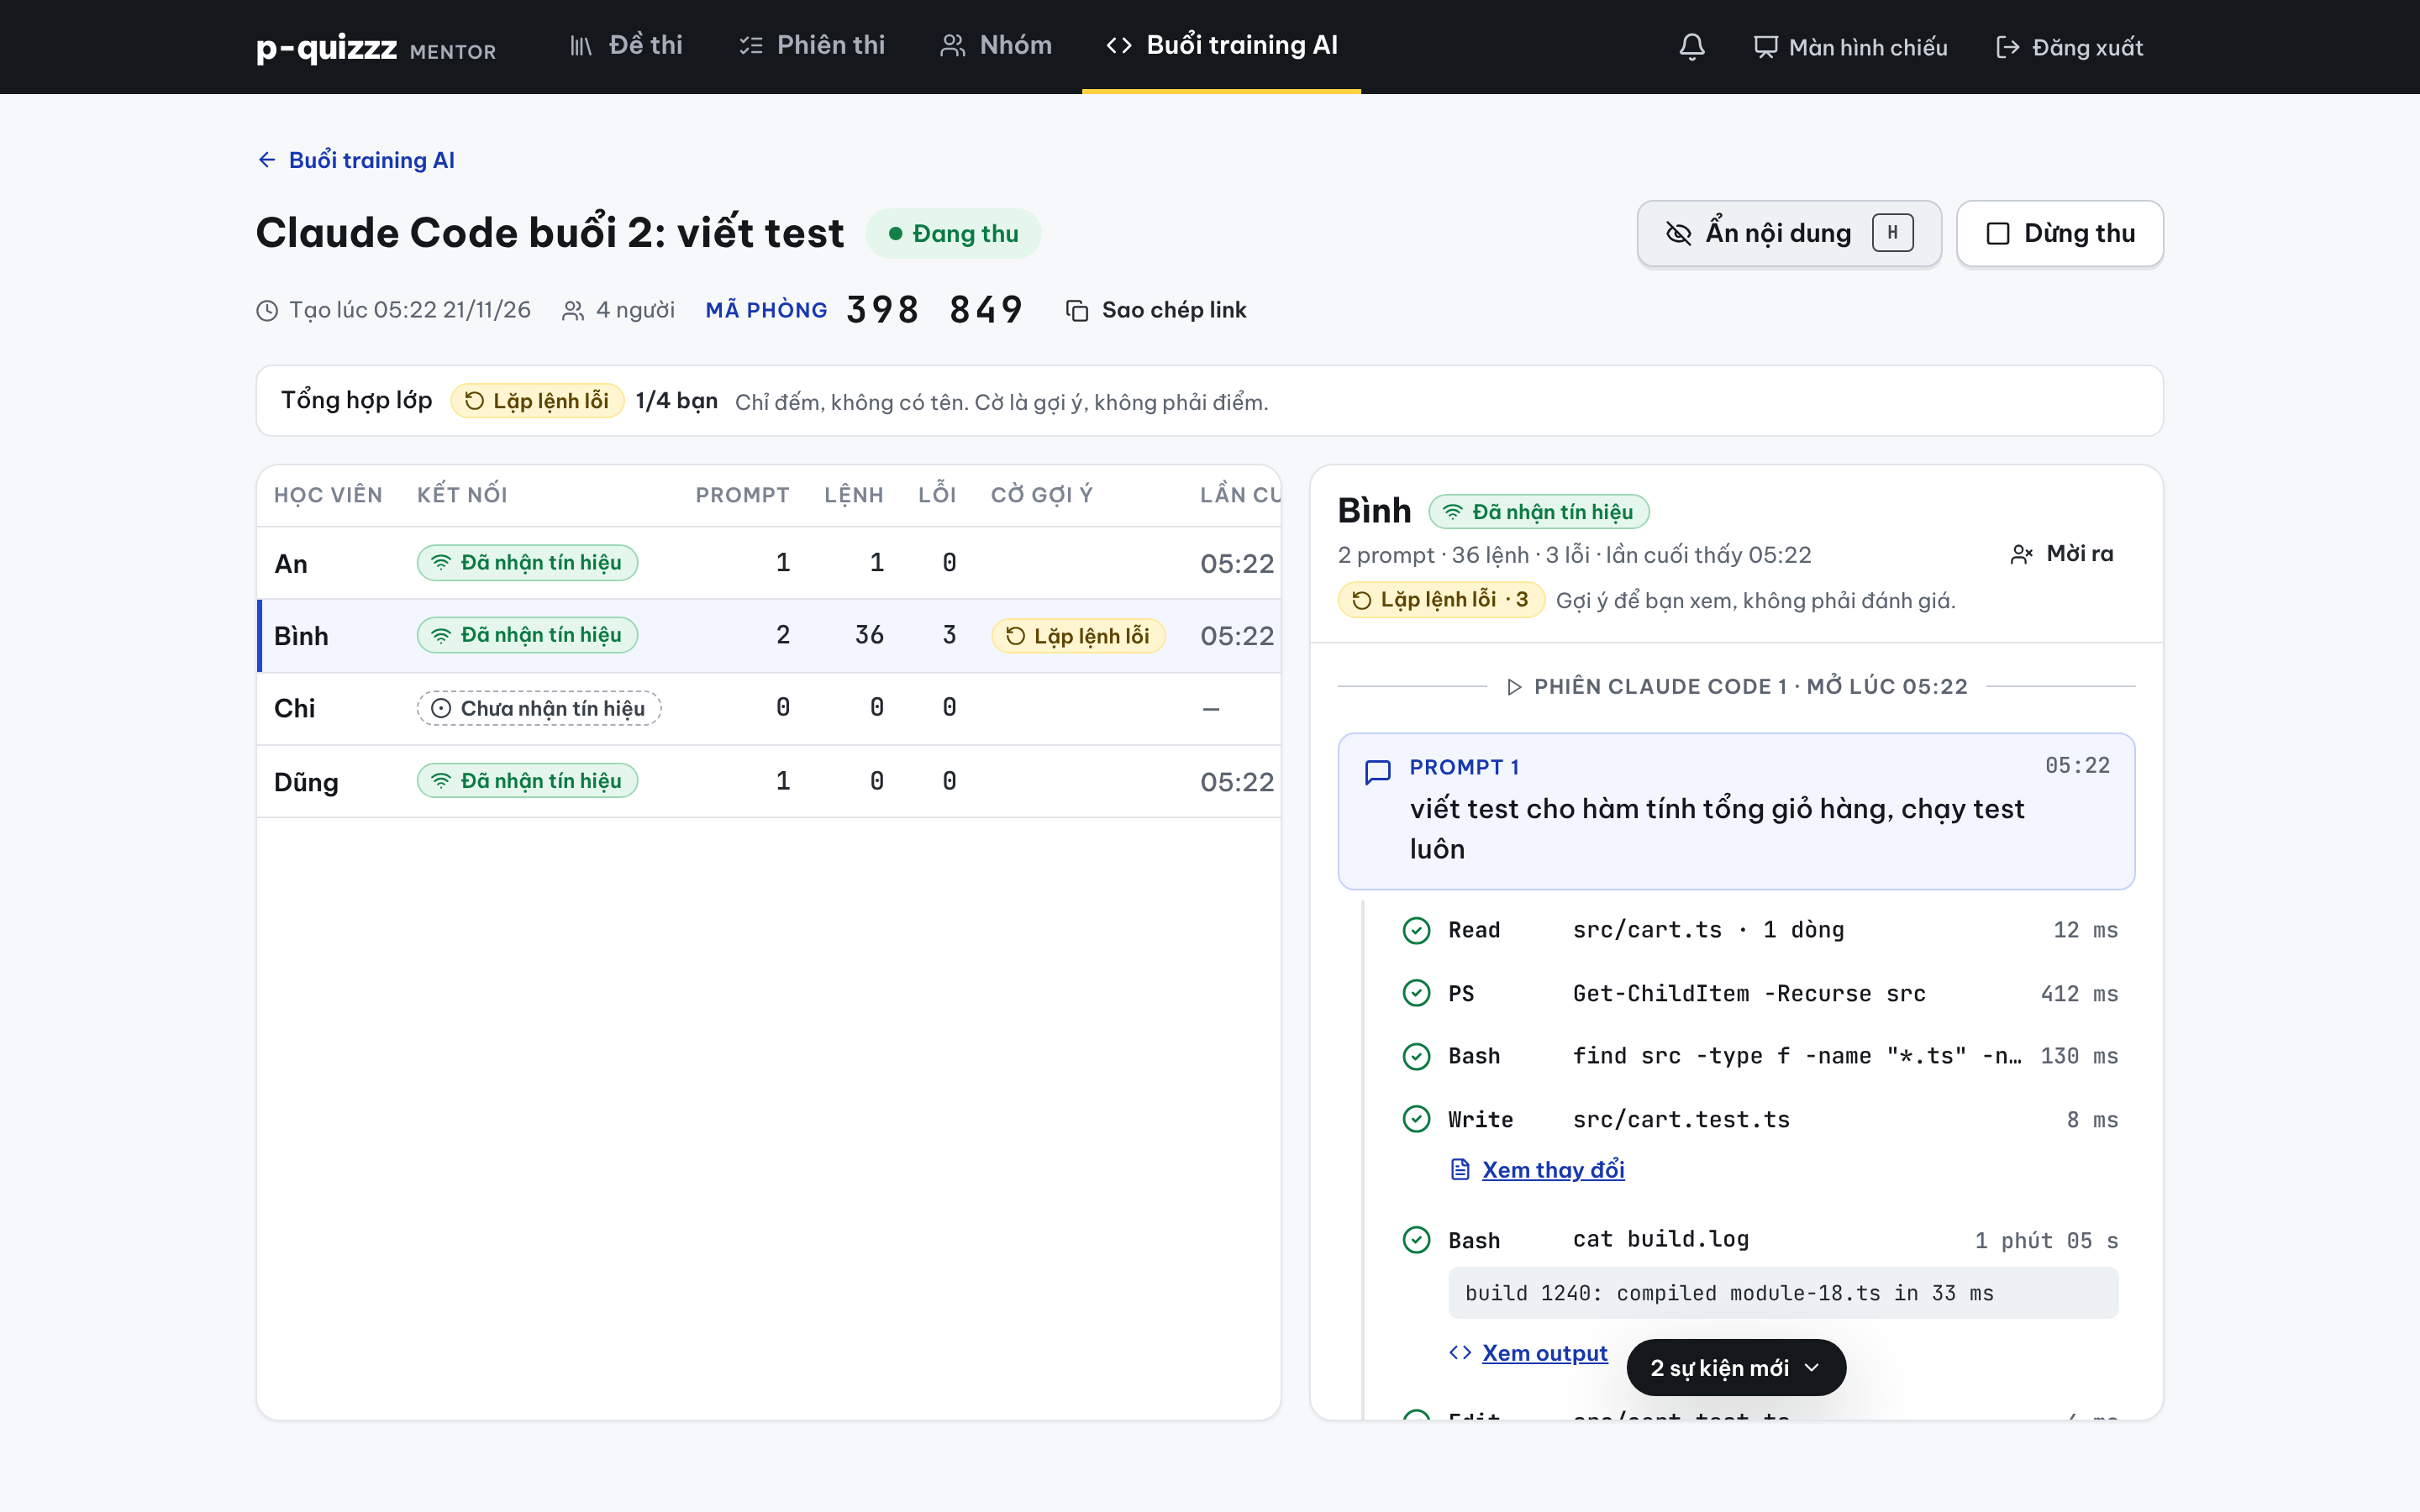 p-quizzz MENTOR Đề thi Phiên thi Nhóm Buổi training AI Màn hình chiếu Đăng xuất
Buổi training AI
Claude Code buổi 2: viết test Đang thu Ẩn nội dung H Dừng thu
Tạo lúc 05:22 21/11/26 4 người MÃ PHÒNG 398 849 Sao chép link
Tổng hợp lớp Lặp lệnh lỗi 1/4 bạn Chỉ đếm, không có tên. Cờ là gợi ý, không phải điểm.
HỌC VIÊN KẾT NỐI PROMPT LỆNH LỖI CỜ GỢI Ý LẦN CU
An Đã nhận tín hiệu 1 1 0 05:22
Bình Đã nhận tín hiệu 2 36 3 Lặp lệnh lỗi 05:22
Chi Chưa nhận tín hiệu 0 0 0 –
Dũng Đã nhận tín hiệu 1 0 0 05:22
Bình Đã nhận tín hiệu
2 prompt · 36 lệnh · 3 lỗi · lần cuối thấy 05:22 Mời ra
Lặp lệnh lỗi · 3 Gợi ý để bạn xem, không phải đánh giá.
PHIÊN CLAUDE CODE 1 · MỞ LÚC 05:22
PROMPT 1 05:22
viết test cho hàm tính tổng giỏ hàng, chạy test
luôn
Read src/cart.ts · 1 dòng 12 ms
PS Get-ChildItem -Recurse src 412 ms
Bash find src -type f -name "*.ts" -n… 130 ms
Write src/cart.test.ts 8 ms
Xem thay đổi
Bash cat build.log 1 phút 05 s
build 1240: compiled module-18.ts in 33 ms
Xem output 2 sự kiện mới
Edit src/cart.test.ts